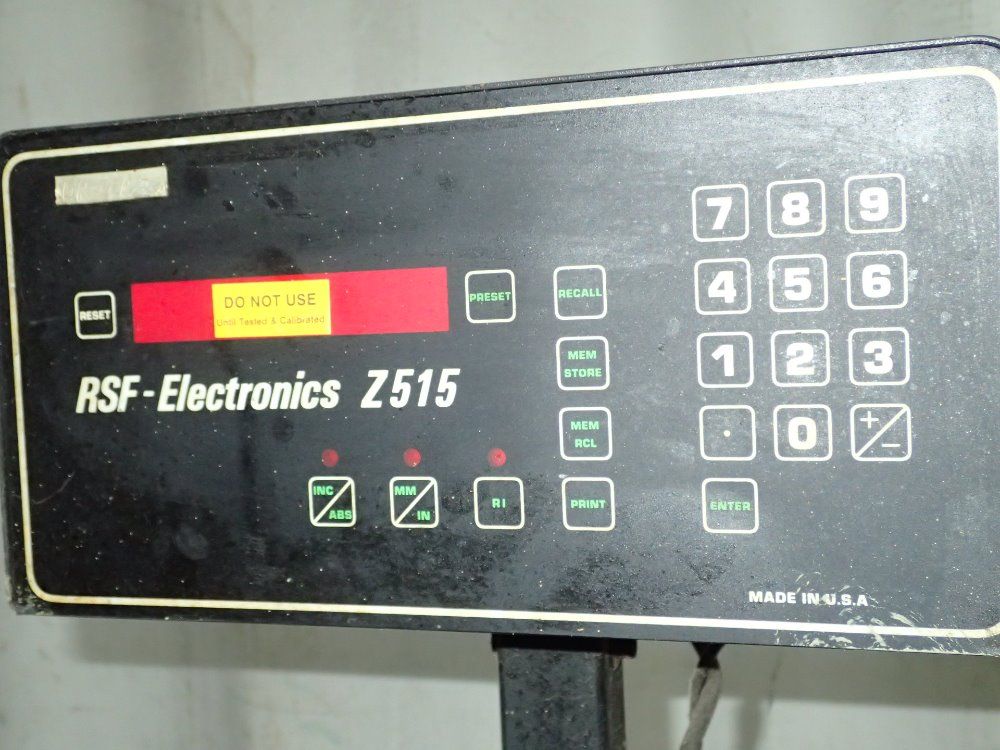 7 8 9
RESET
DO NOT USE
Until Tested & Calibrated
PRESET
RECALL
4 5 6
RSF-Electronics Z515
MEM
STORE
1 2 3
MEM
RCL
. 0 +/-
INC/ABS
MM/IN
RI
PRINT
ENTER
MADE IN U.S.A